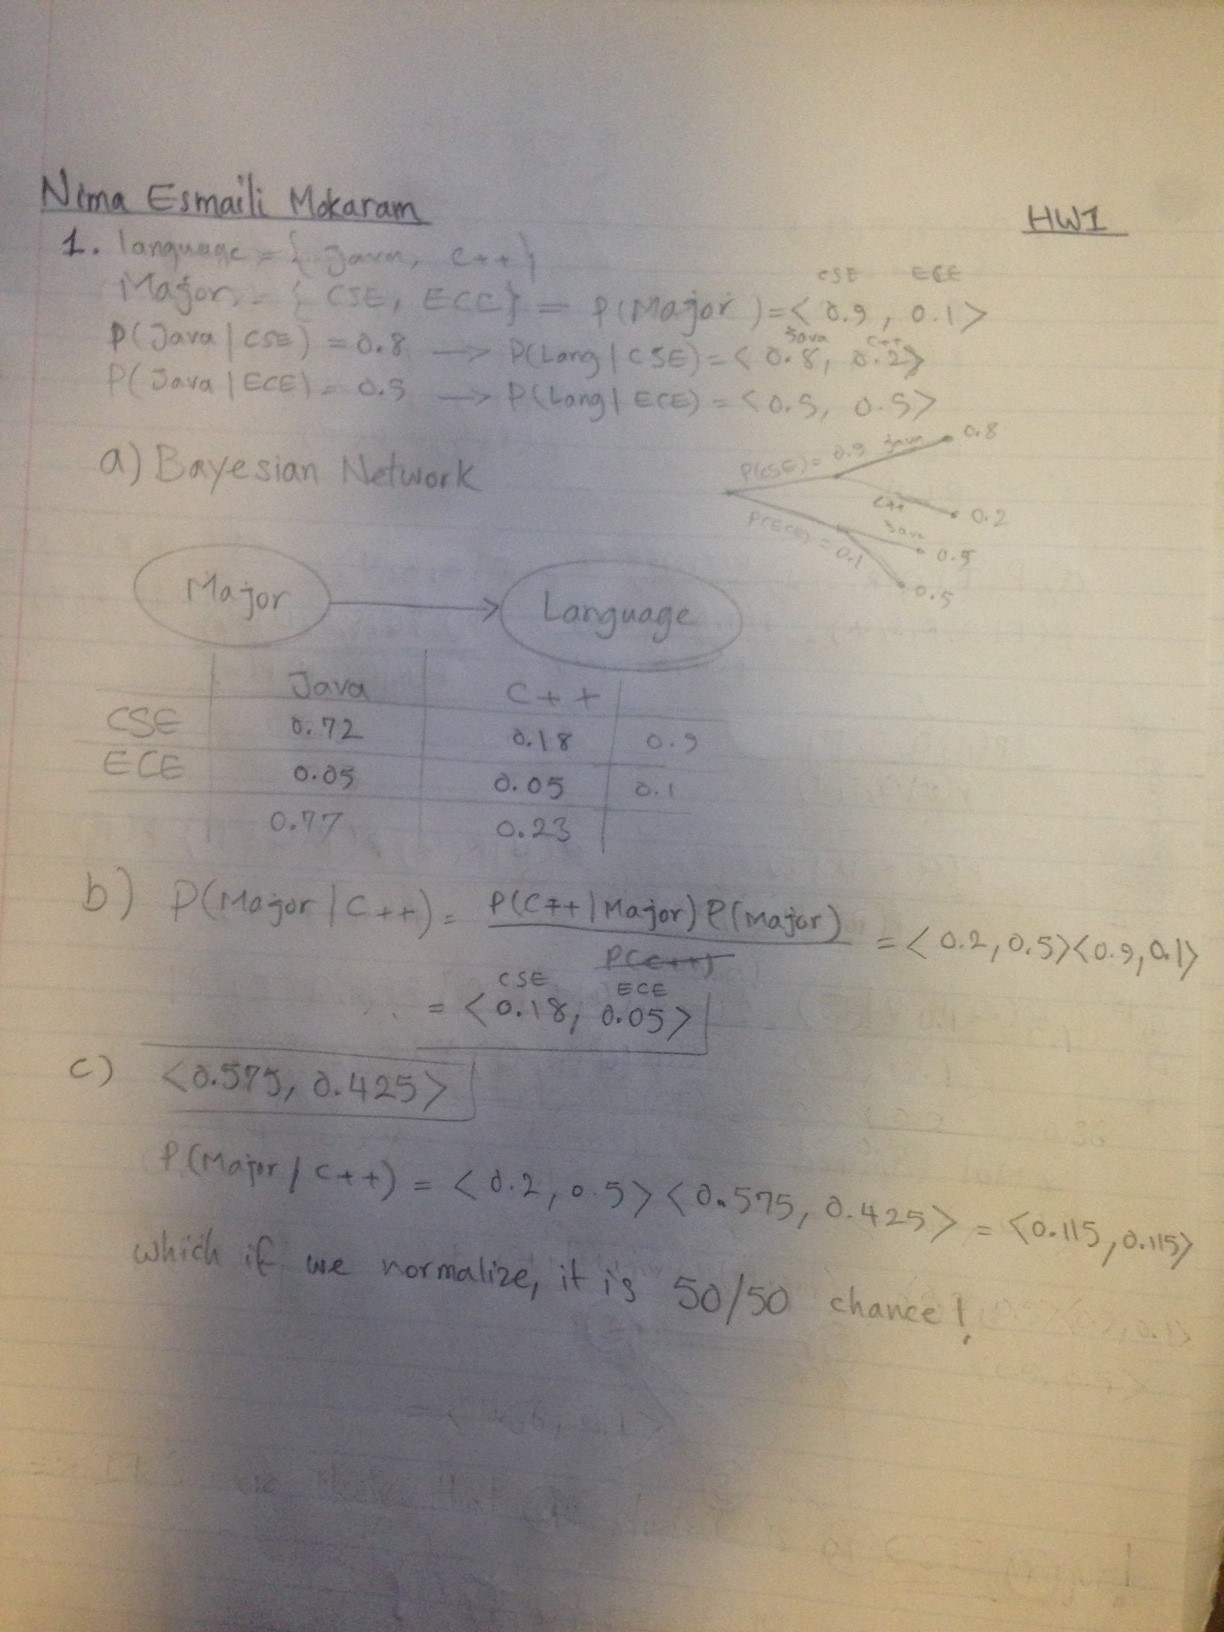 Nima Esmaili Mokaram
HW1
1. language = { Java, C++ }
CSE ECE
Major = { CSE, ECE } = P(Major) = < 0.9, 0.1 >
Java C++
P(Java | CSE) = 0.8 → P(Lang | CSE) = < 0.8, 0.2 >
P(Java | ECE) = 0.5 → P(Lang | ECE) = < 0.5, 0.5 >
a) Bayesian Network
P(CSE) = 0.9 Java 0.8
C++ 0.2
P(ECE) = 0.1 Java 0.5
0.5
Major → Language
Java C++
CSE 0.72 0.18 0.9
ECE 0.05 0.05 0.1
0.77 0.23
b) P(Major | C++) = P(C++ | Major) P(Major) = < 0.2, 0.5 > < 0.9, 0.1 >
P(C++)
CSE ECE
= < 0.18, 0.05 >
c) < 0.575, 0.425 >
P(Major / C++) = < 0.2, 0.5 > < 0.575, 0.425 > = < 0.115, 0.115 >
which if we normalize, it is 50/50 chance!